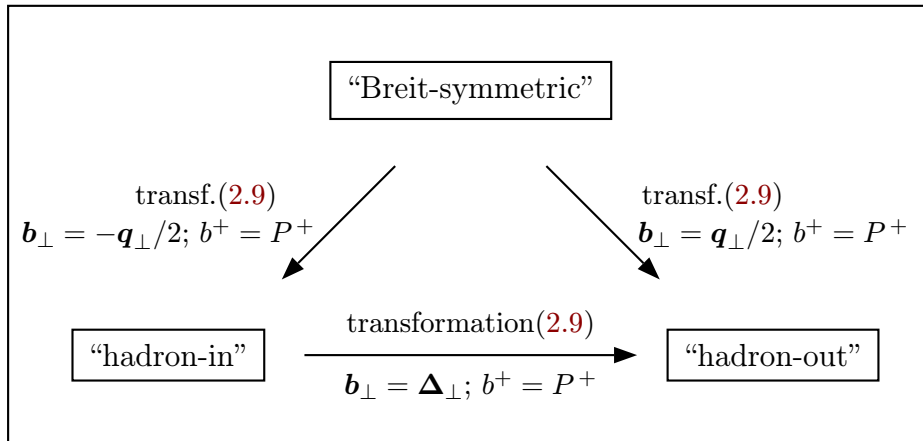 “Breit-symmetric”
transf.(2.9)
b⊥ = −q⊥/2; b⁺ = P⁺
transf.(2.9)
b⊥ = q⊥/2; b⁺ = P⁺
“hadron-in”
transformation(2.9)
b⊥ = Δ⊥; b⁺ = P⁺
“hadron-out”